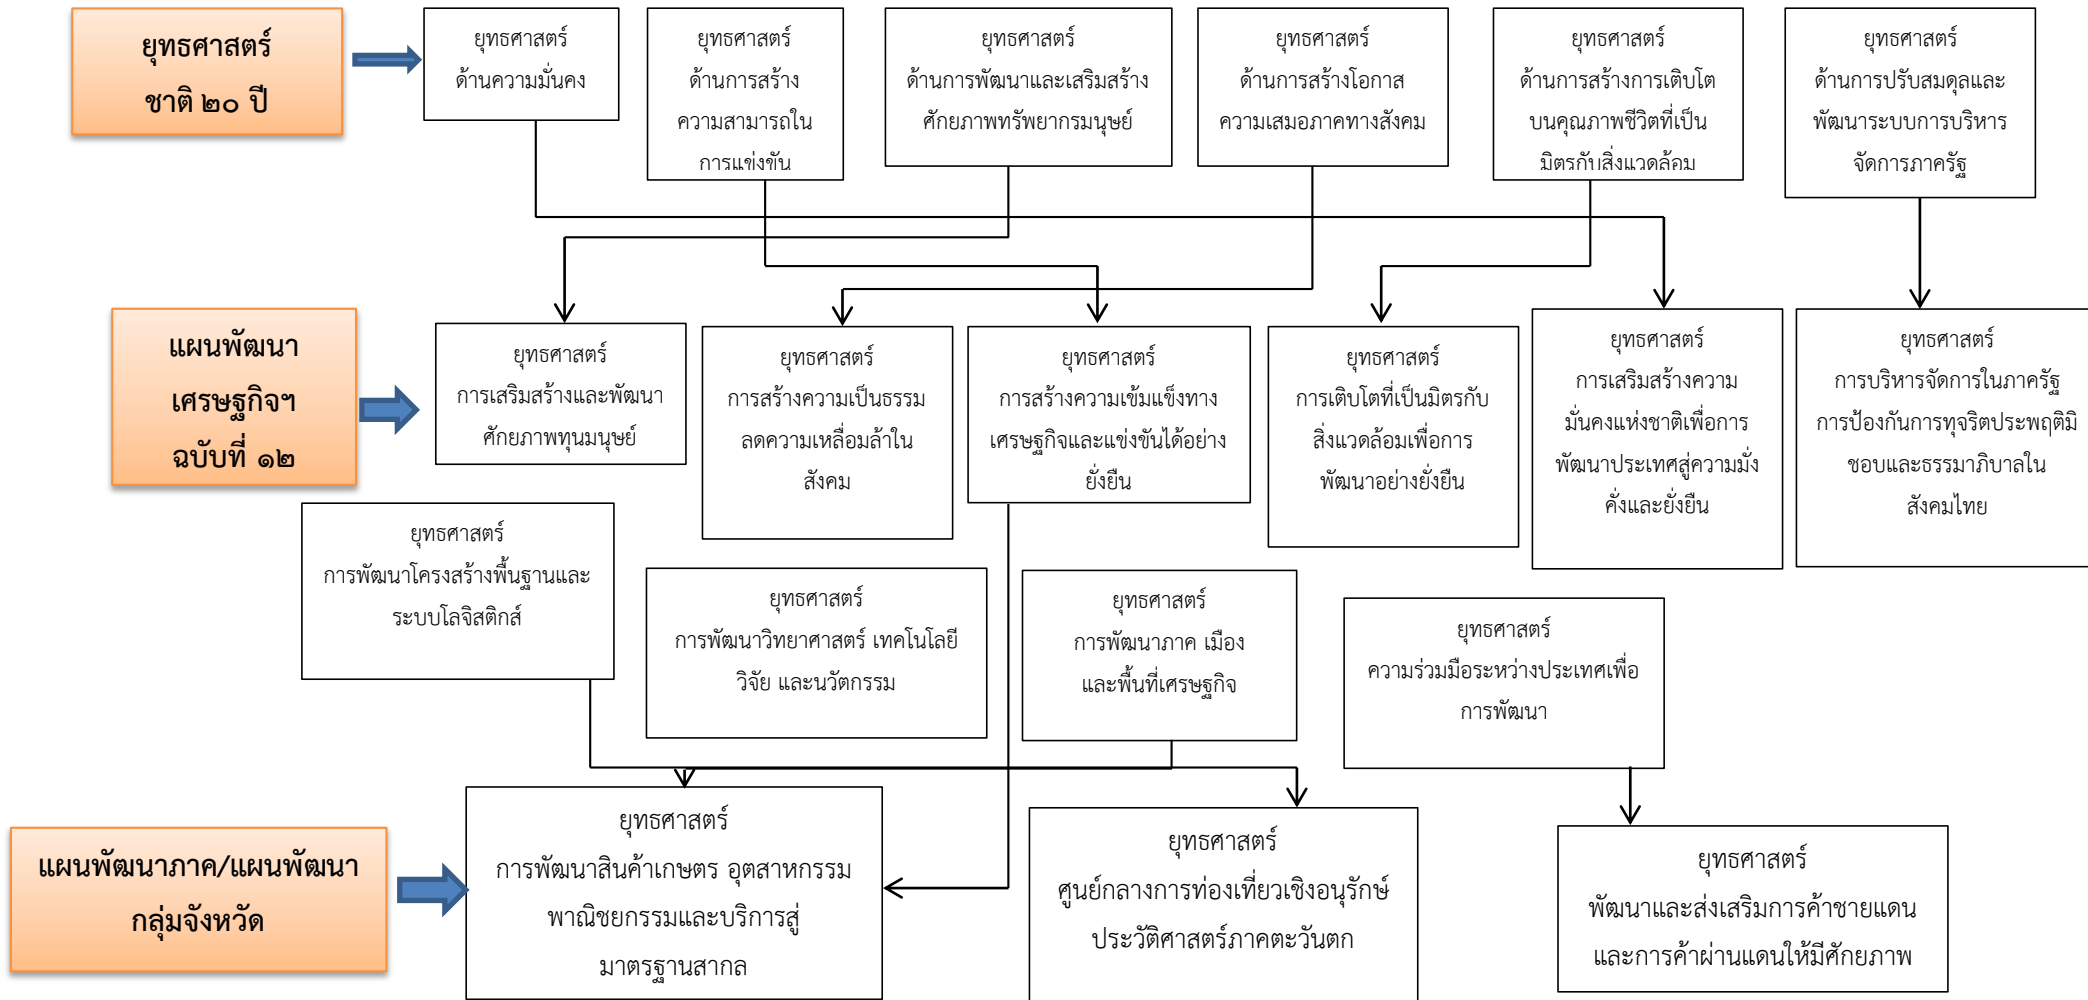 ยุทธศาสตร์
ชาติ ๒๐ ปี
ยุทธศาสตร์
ด้านความมั่นคง
ยุทธศาสตร์
ด้านการสร้าง
ความสามารถใน
การแข่งขัน
ยุทธศาสตร์
ด้านการพัฒนาและเสริมสร้าง
ศักยภาพทรัพยากรมนุษย์
ยุทธศาสตร์
ด้านการสร้างโอกาส
ความเสมอภาคทางสังคม
ยุทธศาสตร์
ด้านการสร้างการเติบโต
บนคุณภาพชีวิตที่เป็น
มิตรกับสิ่งแวดล้อม
ยุทธศาสตร์
ด้านการปรับสมดุลและ
พัฒนาระบบการบริหาร
จัดการภาครัฐ
แผนพัฒนา
เศรษฐกิจฯ
ฉบับที่ ๑๒
ยุทธศาสตร์
การเสริมสร้างและพัฒนา
ศักยภาพทุนมนุษย์
ยุทธศาสตร์
การสร้างความเป็นธรรม
ลดความเหลื่อมล้าใน
สังคม
ยุทธศาสตร์
การสร้างความเข้มแข็งทาง
เศรษฐกิจและแข่งขันได้อย่าง
ยั่งยืน
ยุทธศาสตร์
การเติบโตที่เป็นมิตรกับ
สิ่งแวดล้อมเพื่อการ
พัฒนาอย่างยั่งยืน
ยุทธศาสตร์
การเสริมสร้างความ
มั่นคงแห่งชาติเพื่อการ
พัฒนาประเทศสู่ความมั่ง
คั่งและยั่งยืน
ยุทธศาสตร์
การบริหารจัดการในภาครัฐ
การป้องกันการทุจริตประพฤติมิ
ชอบและธรรมาภิบาลใน
สังคมไทย
ยุทธศาสตร์
การพัฒนาโครงสร้างพื้นฐานและ
ระบบโลจิสติกส์
ยุทธศาสตร์
การพัฒนาวิทยาศาสตร์ เทคโนโลยี
วิจัย และนวัตกรรม
ยุทธศาสตร์
การพัฒนาภาค เมือง
และพื้นที่เศรษฐกิจ
ยุทธศาสตร์
ความร่วมมือระหว่างประเทศเพื่อ
การพัฒนา
แผนพัฒนาภาค/แผนพัฒนา
กลุ่มจังหวัด
ยุทธศาสตร์
การพัฒนาสินค้าเกษตร อุตสาหกรรม
พาณิชยกรรมและบริการสู่
มาตรฐานสากล
ยุทธศาสตร์
ศูนย์กลางการท่องเที่ยวเชิงอนุรักษ์
ประวัติศาสตร์ภาคตะวันตก
ยุทธศาสตร์
พัฒนาและส่งเสริมการค้าชายแดน
และการค้าผ่านแดนให้มีศักยภาพ